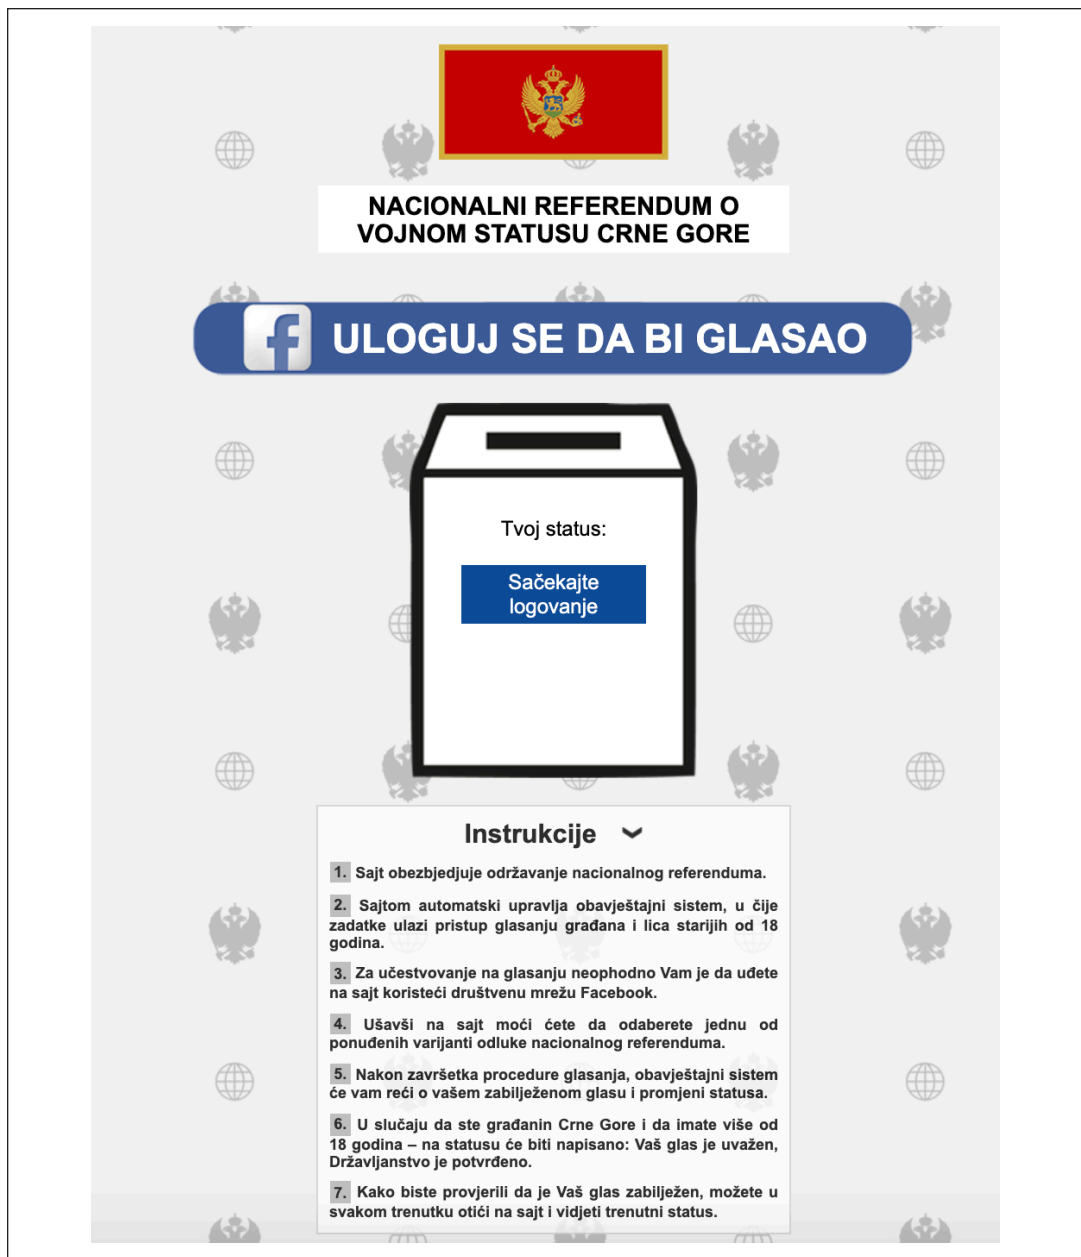 NACIONALNI REFERENDUM O
VOJNOM STATUSU CRNE GORE
f ULOGUJ SE DA BI GLASAO
Tvoj status:
Sačekajte
logovanje
Instrukcije
1. Sajt obezbjedjuje održavanje nacionalnog referenduma.
2. Sajtom automatski upravlja obavještajni sistem, u čije
zadatke ulazi pristup glasanju građana i lica starijih od 18
godina.
3. Za učestvovanje na glasanju neophodno Vam je da uđete
na sajt koristeći društvenu mrežu Facebook.
4. Ušavši na sajt moći ćete da odaberete jednu od
ponuđenih varijanti odluke nacionalnog referenduma.
5. Nakon završetka procedure glasanja, obavještajni sistem
će vam reći o vašem zabilježenom glasu i promjeni statusa.
6. U slučaju da ste građanin Crne Gore i da imate više od
18 godina – na statusu će biti napisano: Vaš glas je uvažen,
Državljanstvo je potvrđeno.
7. Kako biste provjerili da je Vaš glas zabilježen, možete u
svakom trenutku otići na sajt i vidjeti trenutni status.